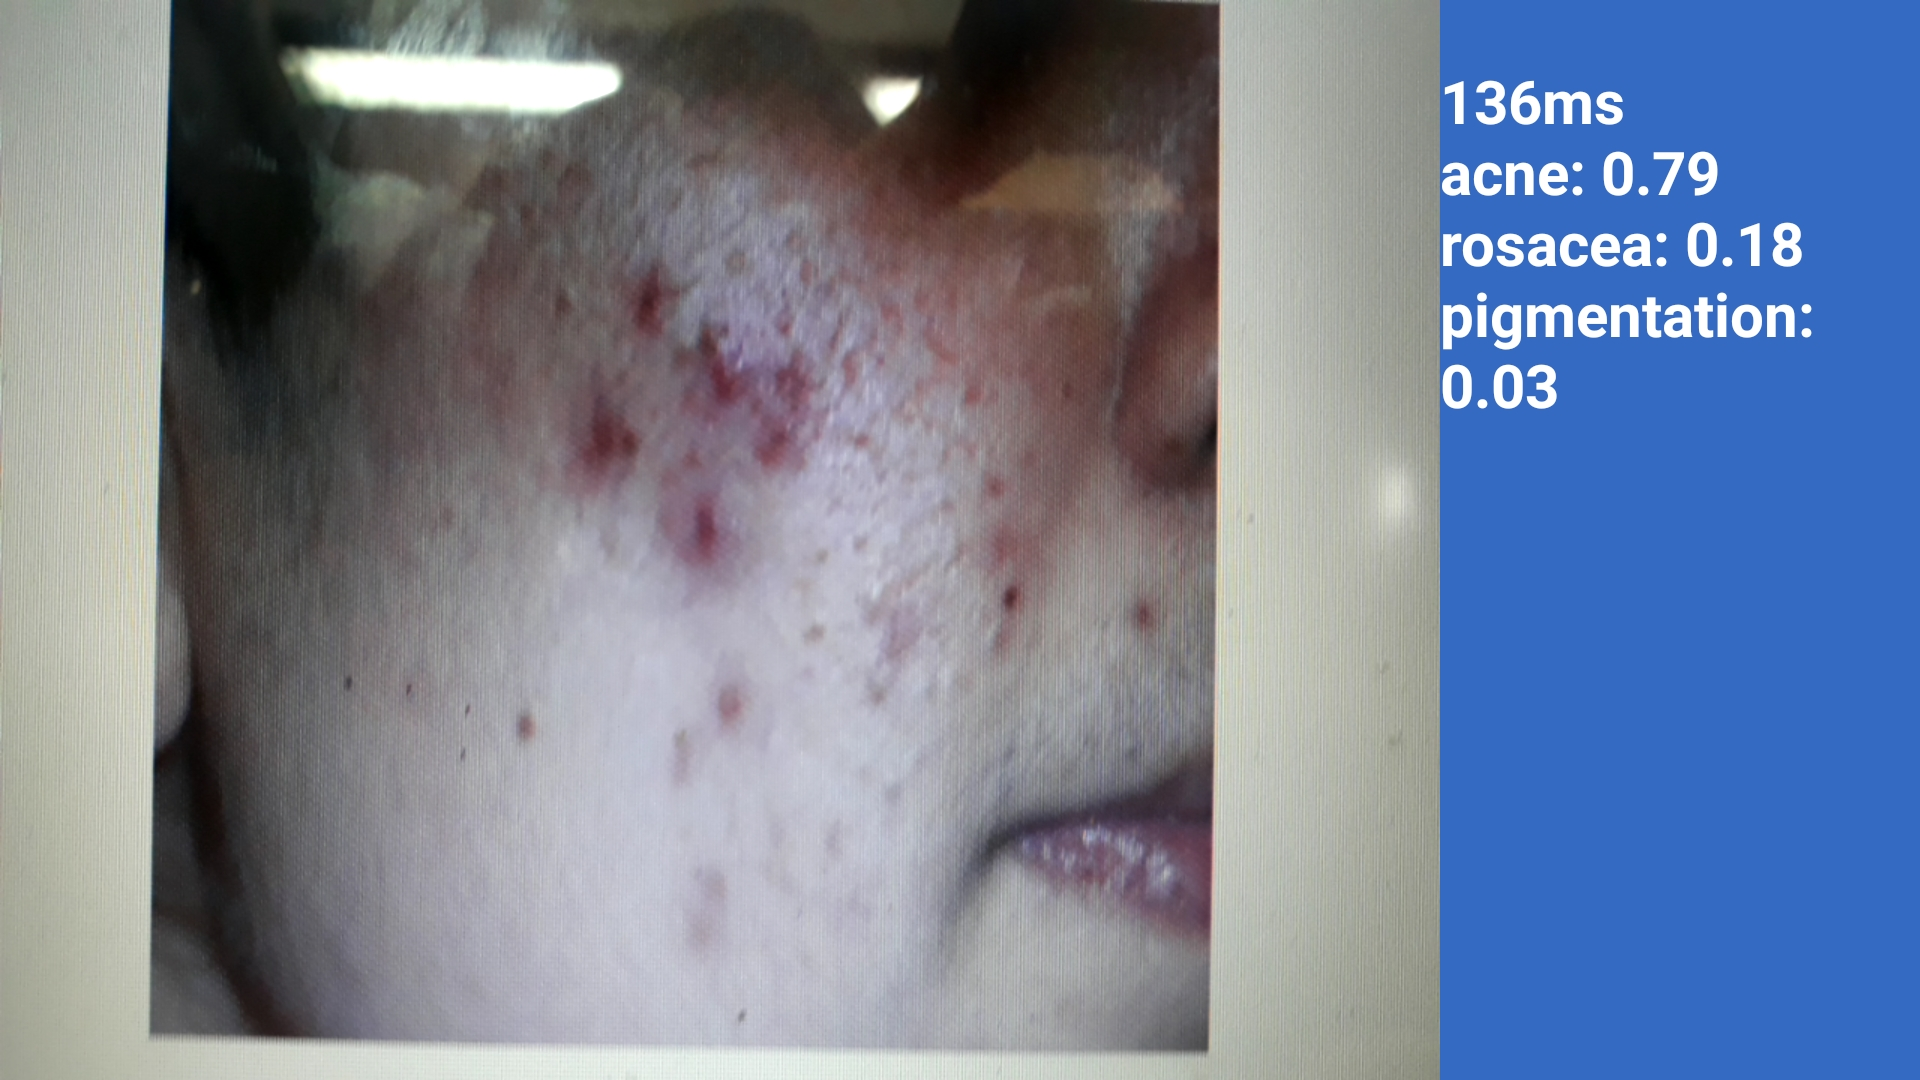 136ms
acne: 0.79
rosacea: 0.18
pigmentation:
0.03